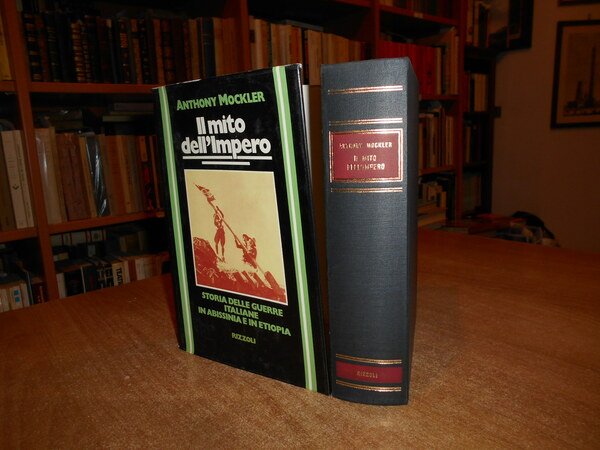 ANTHONY MOCKLER
Il mito
dell'Impero
STORIA DELLE GUERRE
ITALIANE
IN ABISSINIA E IN ETIOPIA
RIZZOLI
ANTHONY MOCKLER
IL MITO
DELL'IMPERO
RIZZOLI